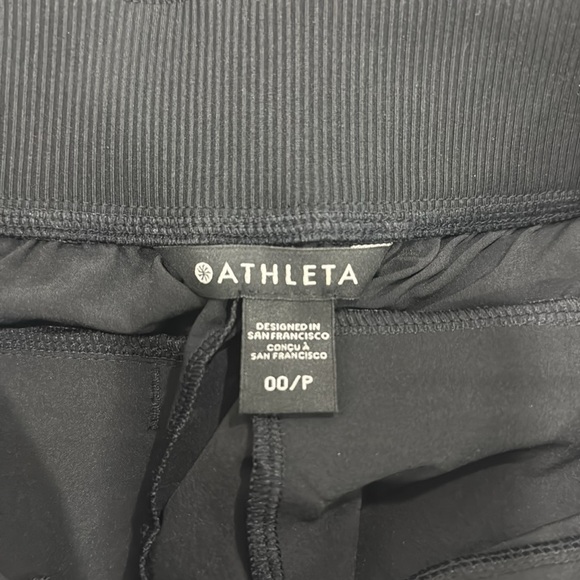 ATHLETA
DESIGNED IN
SAN FRANCISCO
CONÇU À
SAN FRANCISCO
00/P